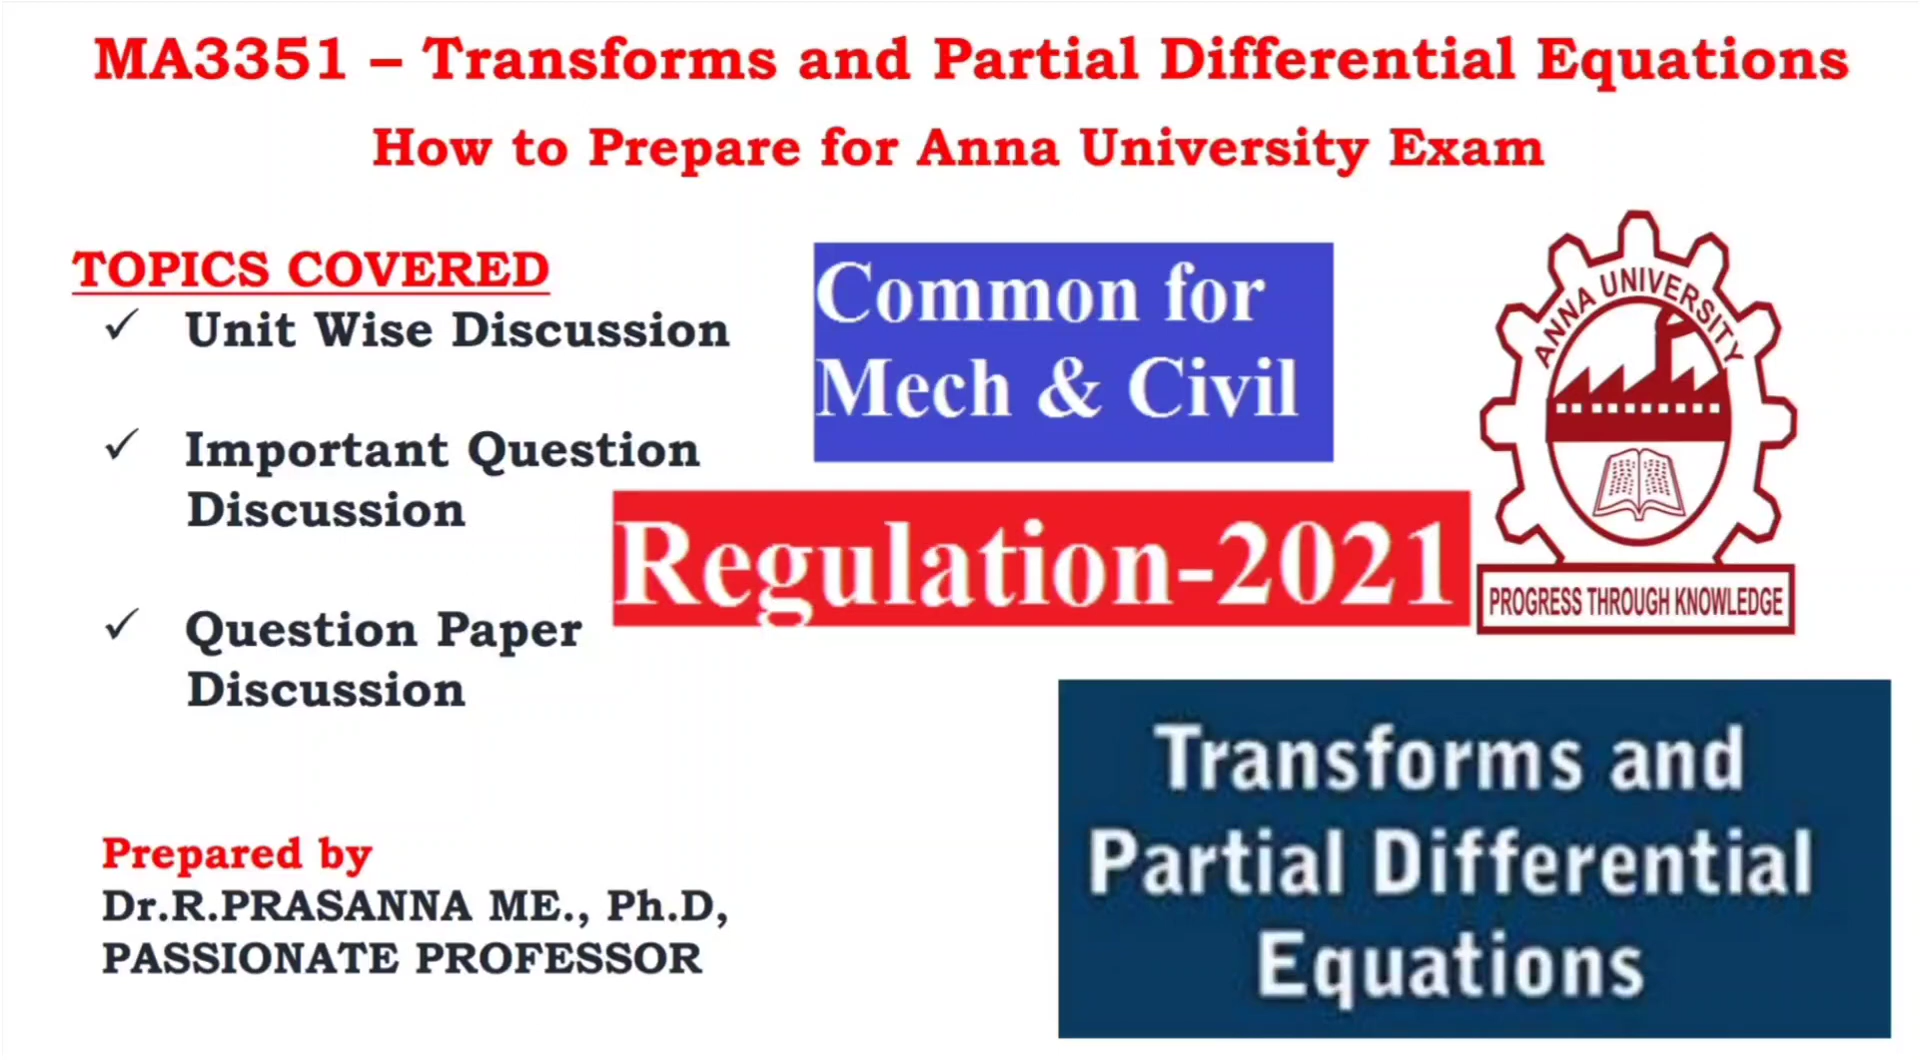 MA3351 – Transforms and Partial Differential Equations
How to Prepare for Anna University Exam
TOPICS COVERED
✓ Unit Wise Discussion
✓ Important Question
Discussion
✓ Question Paper
Discussion
Prepared by
Dr.R.PRASANNA ME., Ph.D,
PASSIONATE PROFESSOR
Common for
Mech & Civil
Regulation-2021
ANNA UNIVERSITY
PROGRESS THROUGH KNOWLEDGE
Transforms and
Partial Differential
Equations